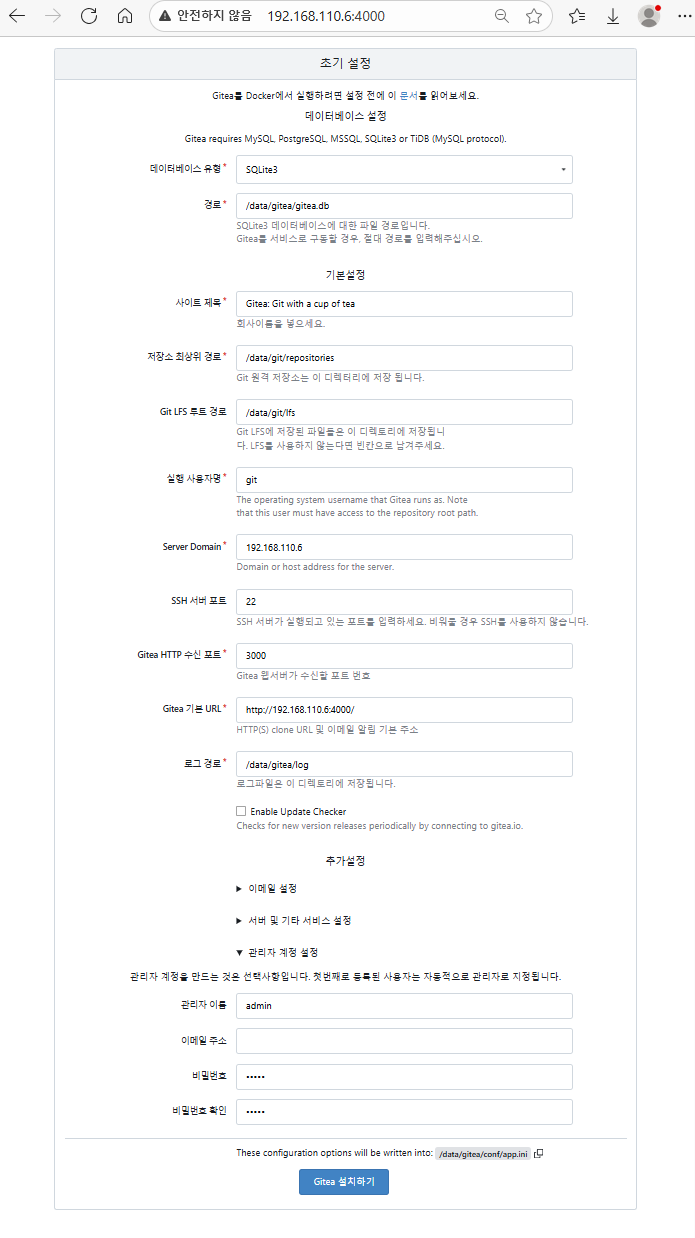 안전하지 않음 192.168.110.6:4000
초기 설정
Gitea를 Docker에서 실행하려면 설정 전에 이 문서를 읽어보세요.
데이터베이스 설정
Gitea requires MySQL, PostgreSQL, MSSQL, SQLite3 or TiDB (MySQL protocol).
데이터베이스 유형* SQLite3
경로* /data/gitea/gitea.db
SQLite3 데이터베이스에 대한 파일 경로입니다.
Gitea를 서비스로 구동할 경우, 절대 경로를 입력해주십시요.
기본설정
사이트 제목* Gitea: Git with a cup of tea
회사이름을 넣으세요.
저장소 최상위 경로* /data/git/repositories
Git 원격 저장소는 이 디렉터리에 저장 됩니다.
Git LFS 루트 경로 /data/git/lfs
Git LFS에 저장된 파일들은 이 디렉토리에 저장됩니
다. LFS를 사용하지 않는다면 빈칸으로 남겨주세요.
실행 사용자명* git
The operating system username that Gitea runs as. Note
that this user must have access to the repository root path.
Server Domain* 192.168.110.6
Domain or host address for the server.
SSH 서버 포트 22
SSH 서버가 실행되고 있는 포트를 입력하세요. 비워둘 경우 SSH를 사용하지 않습니다.
Gitea HTTP 수신 포트* 3000
Gitea 웹서버가 수신할 포트 번호
Gitea 기본 URL* http://192.168.110.6:4000/
HTTP(S) clone URL 및 이메일 알림 기본 주소
로그 경로* /data/gitea/log
로그파일은 이 디렉토리에 저장됩니다.
Enable Update Checker
Checks for new version releases periodically by connecting to gitea.io.
추가설정
이메일 설정
서버 및 기타 서비스 설정
관리자 계정 설정
관리자 계정을 만드는 것은 선택사항입니다. 첫번째로 등록된 사용자는 자동적으로 관리자로 지정됩니다.
관리자 이름 admin
이메일 주소
비밀번호 •••••
비밀번호 확인 •••••
These configuration options will be written into: /data/gitea/conf/app.ini
Gitea 설치하기